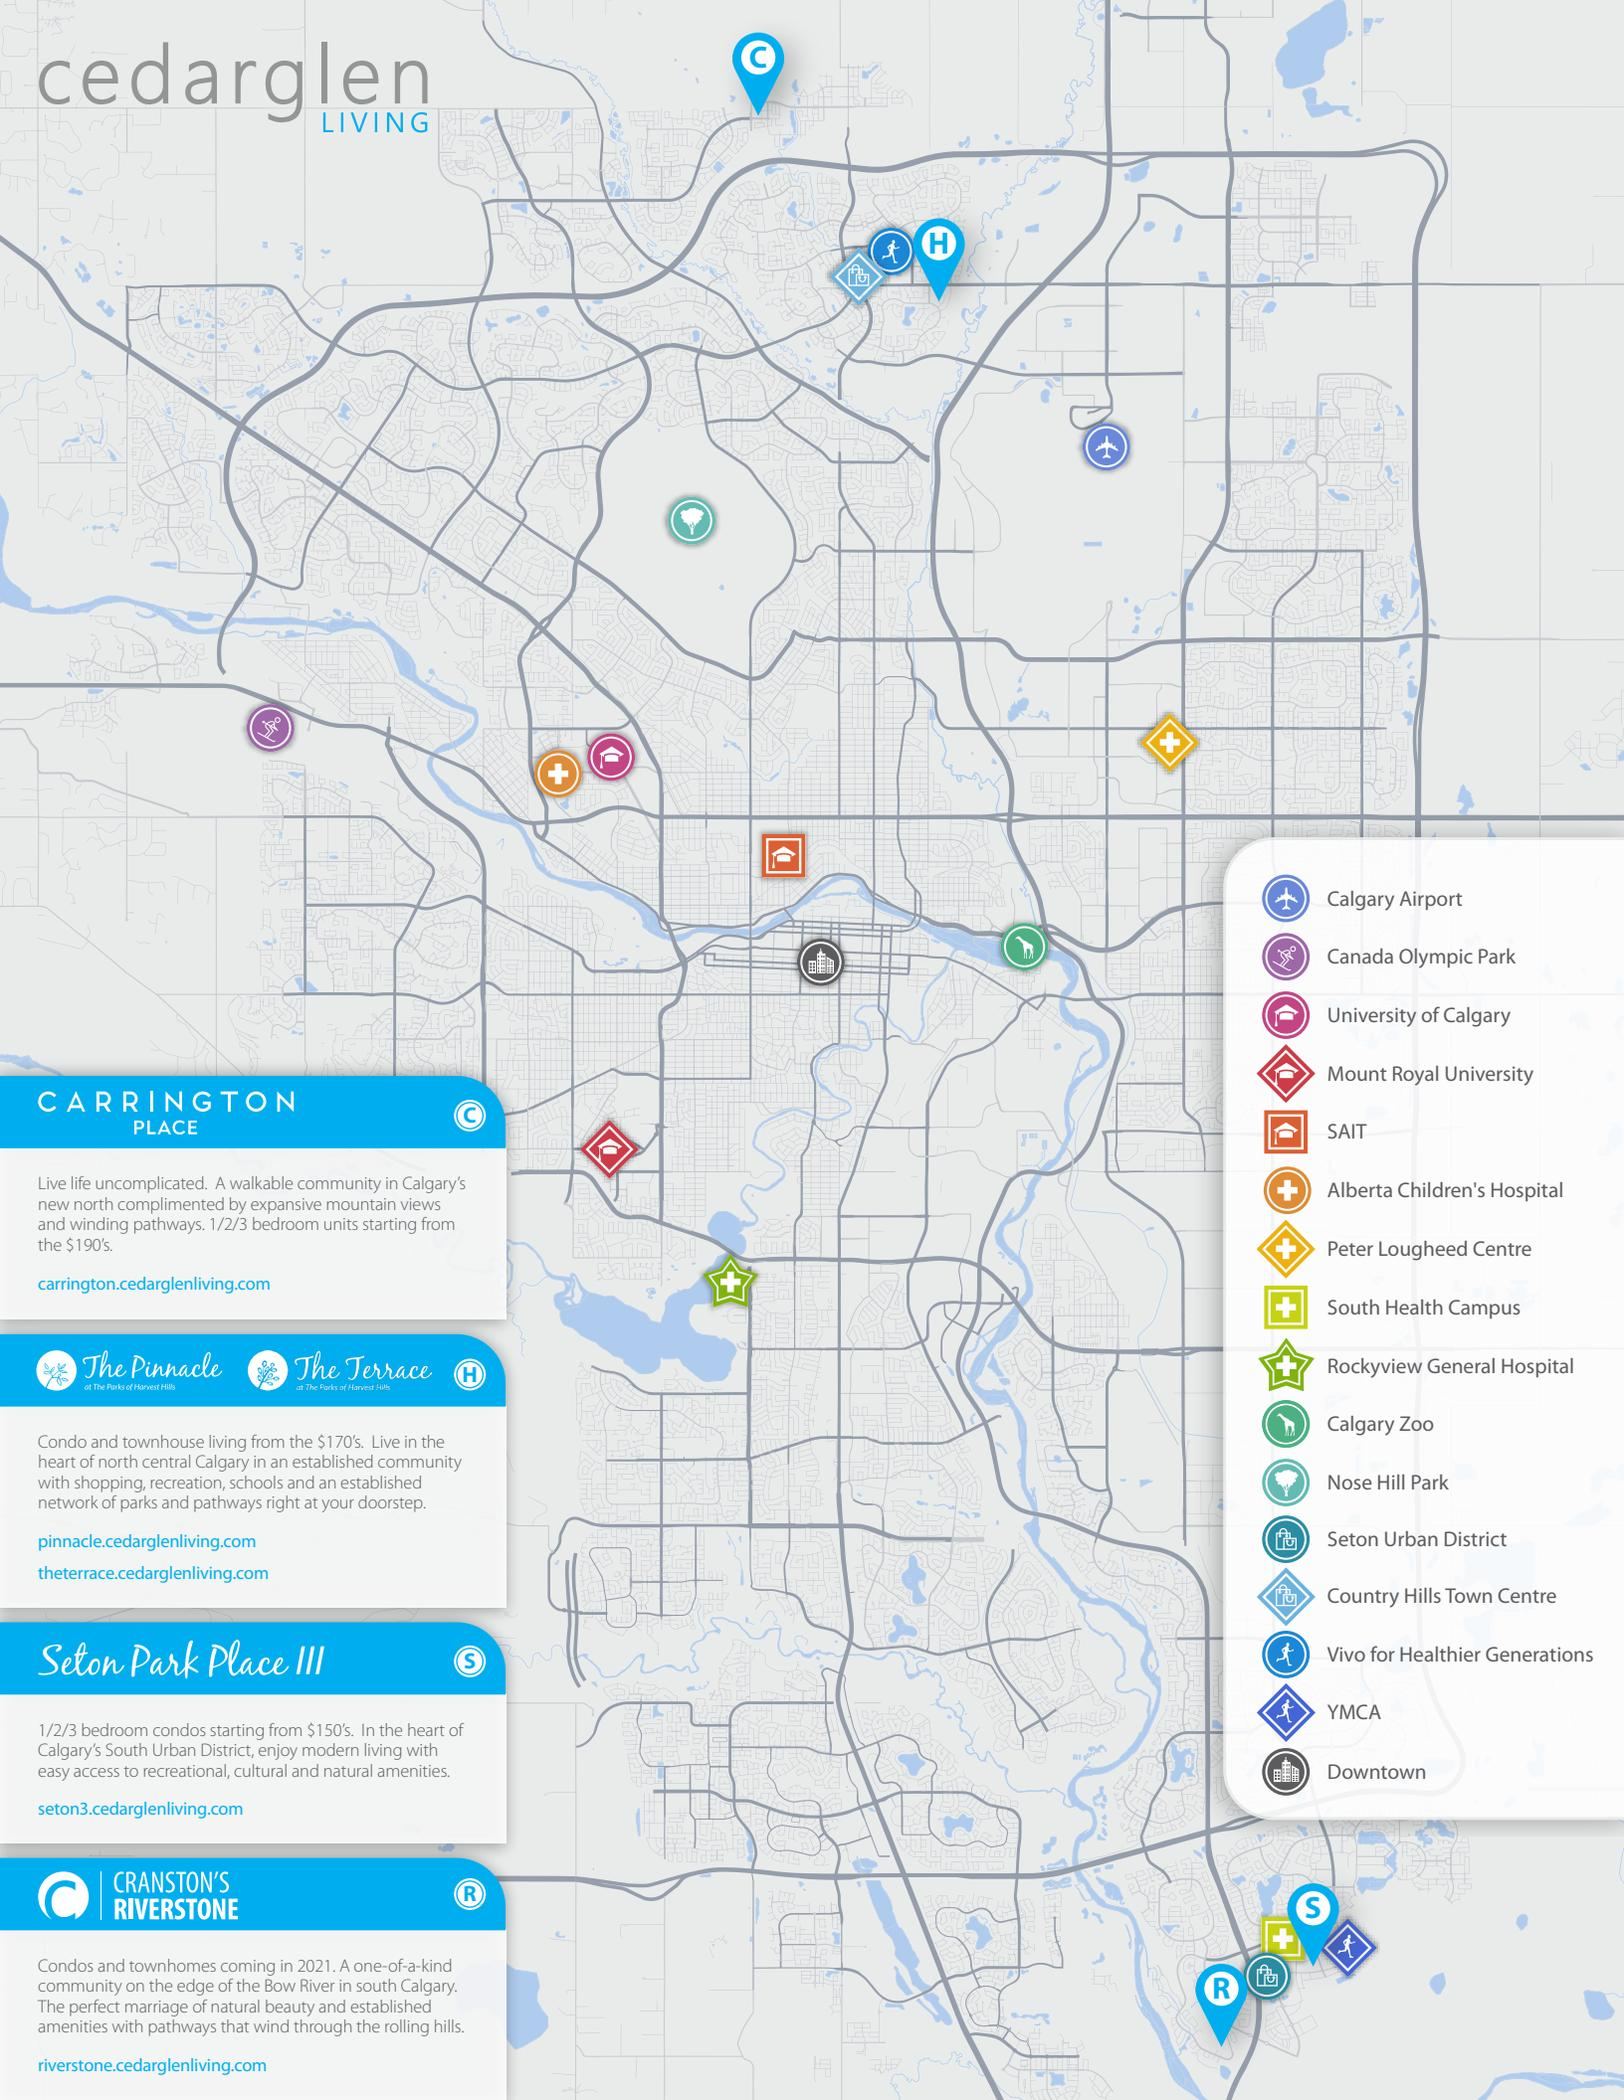 cedarglen
LIVING
C
H
Calgary Airport
Canada Olympic Park
University of Calgary
Mount Royal University
SAIT
Alberta Children's Hospital
Peter Lougheed Centre
South Health Campus
Rockyview General Hospital
Calgary Zoo
Nose Hill Park
Seton Urban District
Country Hills Town Centre
Vivo for Healthier Generations
YMCA
Downtown
CARRINGTON
PLACE
C
Live life uncomplicated. A walkable community in Calgary's
new north complimented by expansive mountain views
and winding pathways. 1/2/3 bedroom units starting from
the $190's.
carrington.cedarglenliving.com
The Pinnacle
at The Parks of Harvest Hills
The Terrace
at The Parks of Harvest Hills
H
Condo and townhouse living from the $170's. Live in the
heart of north central Calgary in an established community
with shopping, recreation, schools and an established
network of parks and pathways right at your doorstep.
pinnacle.cedarglenliving.com
theterrace.cedarglenliving.com
Seton Park Place III
S
1/2/3 bedroom condos starting from $150's. In the heart of
Calgary's South Urban District, enjoy modern living with
easy access to recreational, cultural and natural amenities.
seton3.cedarglenliving.com
CRANSTON'S
RIVERSTONE
R
Condos and townhomes coming in 2021. A one-of-a-kind
community on the edge of the Bow River in south Calgary.
The perfect marriage of natural beauty and established
amenities with pathways that wind through the rolling hills.
riverstone.cedarglenliving.com
S
R